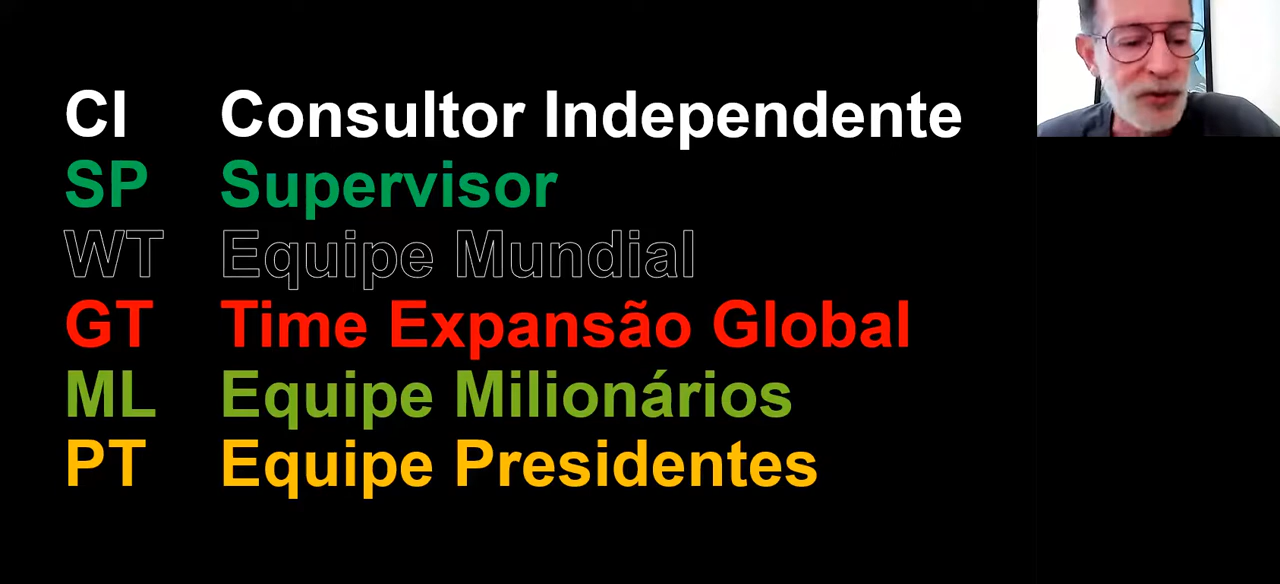 CI Consultor Independente
SP Supervisor
WT Equipe Mundial
GT Time Expansão Global
ML Equipe Milionários
PT Equipe Presidentes